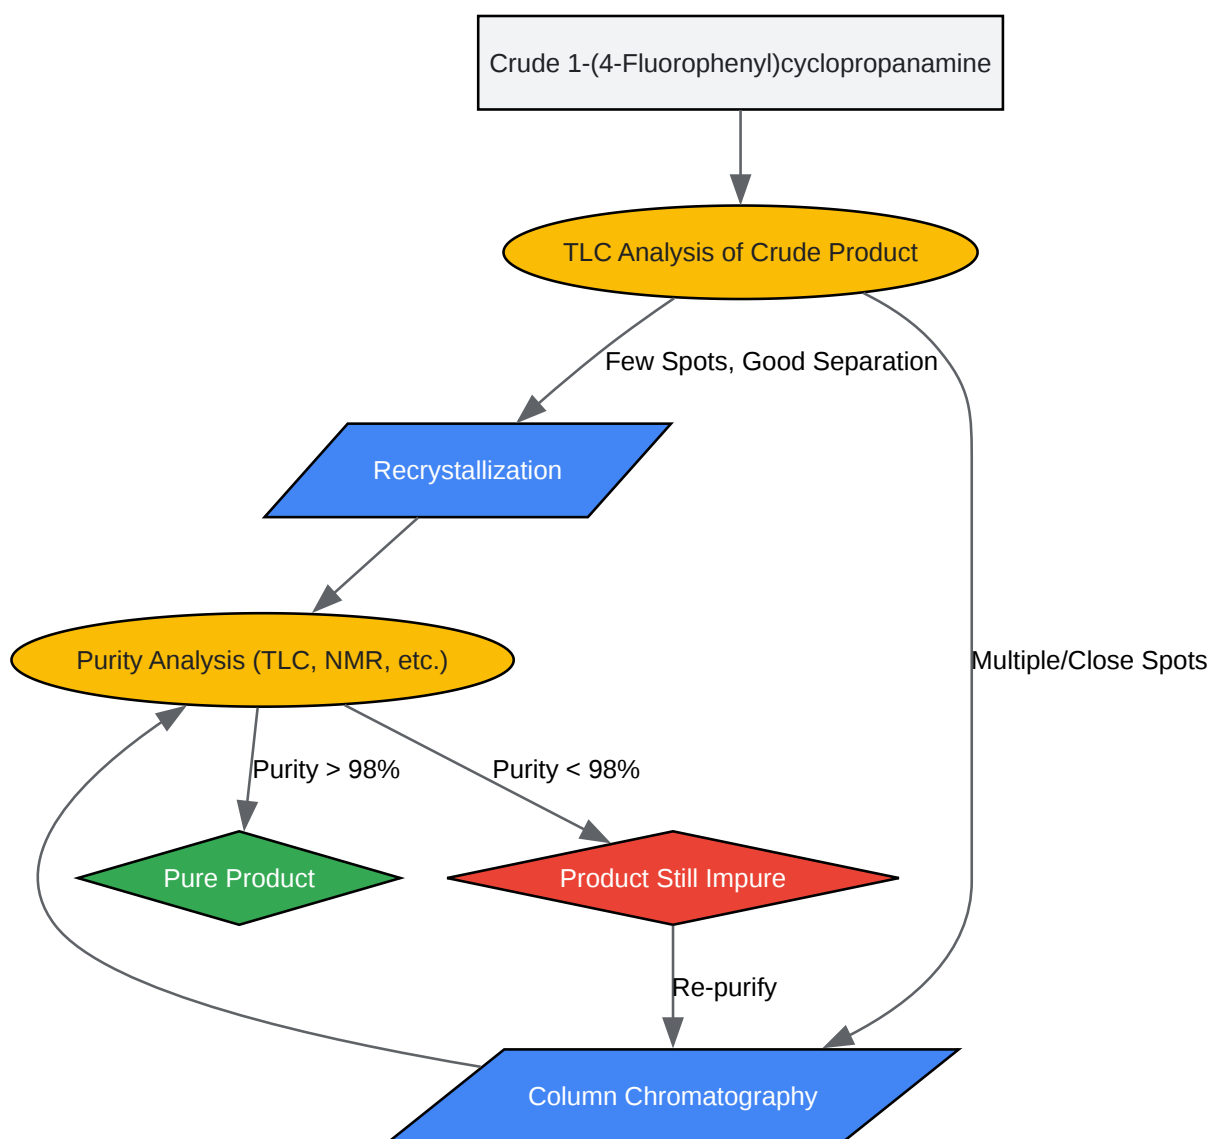 Crude 1-(4-Fluorophenyl)cyclopropanamine
TLC Analysis of Crude Product
Few Spots, Good Separation
Recrystallization
Purity Analysis (TLC, NMR, etc.)
Multiple/Close Spots
Purity > 98%
Purity < 98%
Pure Product
Product Still Impure
Re-purify
Column Chromatography